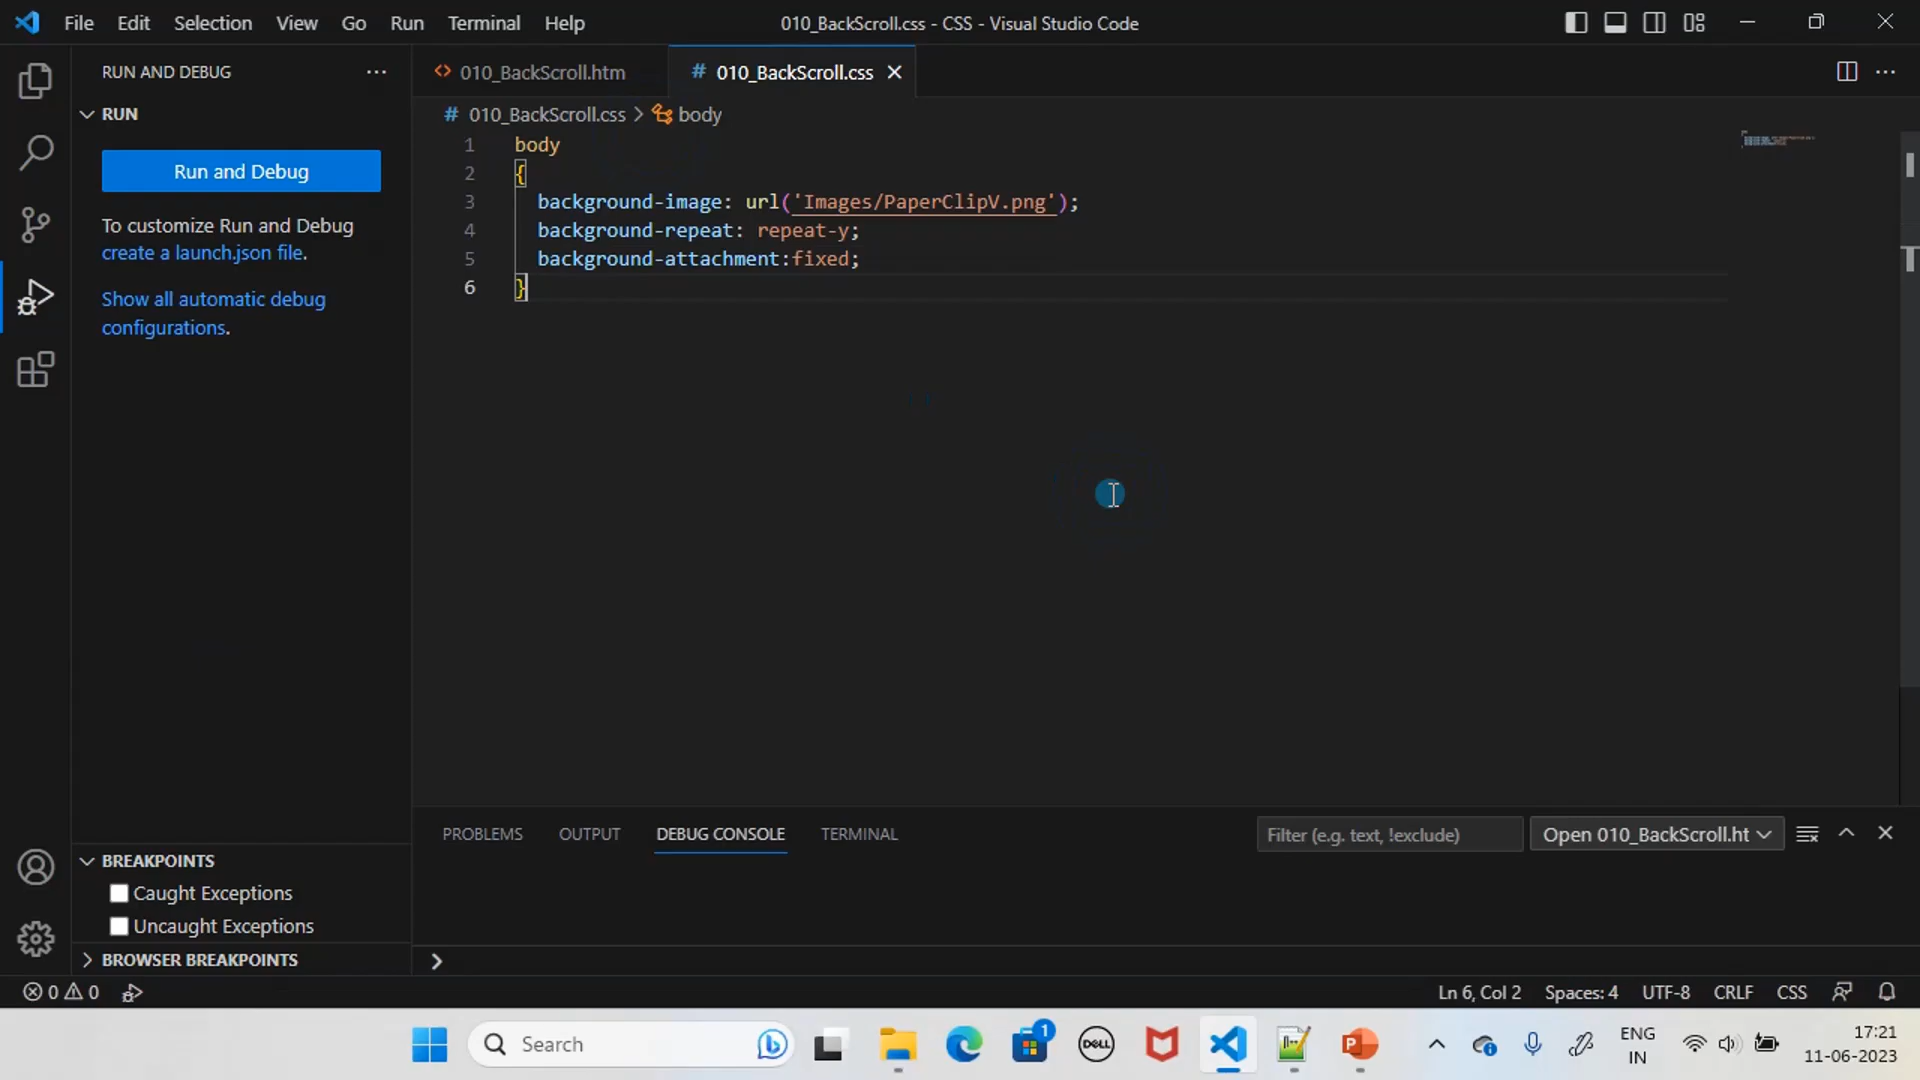 File Edit Selection View Go Run Terminal Help
010_BackScroll.css - CSS - Visual Studio Code
RUN AND DEBUG
RUN
Run and Debug
To customize Run and Debug
create a launch.json file.
Show all automatic debug
configurations.
BREAKPOINTS
Caught Exceptions
Uncaught Exceptions
BROWSER BREAKPOINTS
<> 010_BackScroll.htm
# 010_BackScroll.css
# 010_BackScroll.css > body
1 body
2 {
3 background-image: url('Images/PaperClipV.png');
4 background-repeat: repeat-y;
5 background-attachment:fixed;
6 }
PROBLEMS OUTPUT DEBUG CONSOLE TERMINAL
Filter (e.g. text, !exclude)
Open 010_BackScroll.ht
>
0 0
Ln 6, Col 2 Spaces: 4 UTF-8 CRLF CSS
Search
1
DELL
P
ENG
IN
17:21
11-06-2023